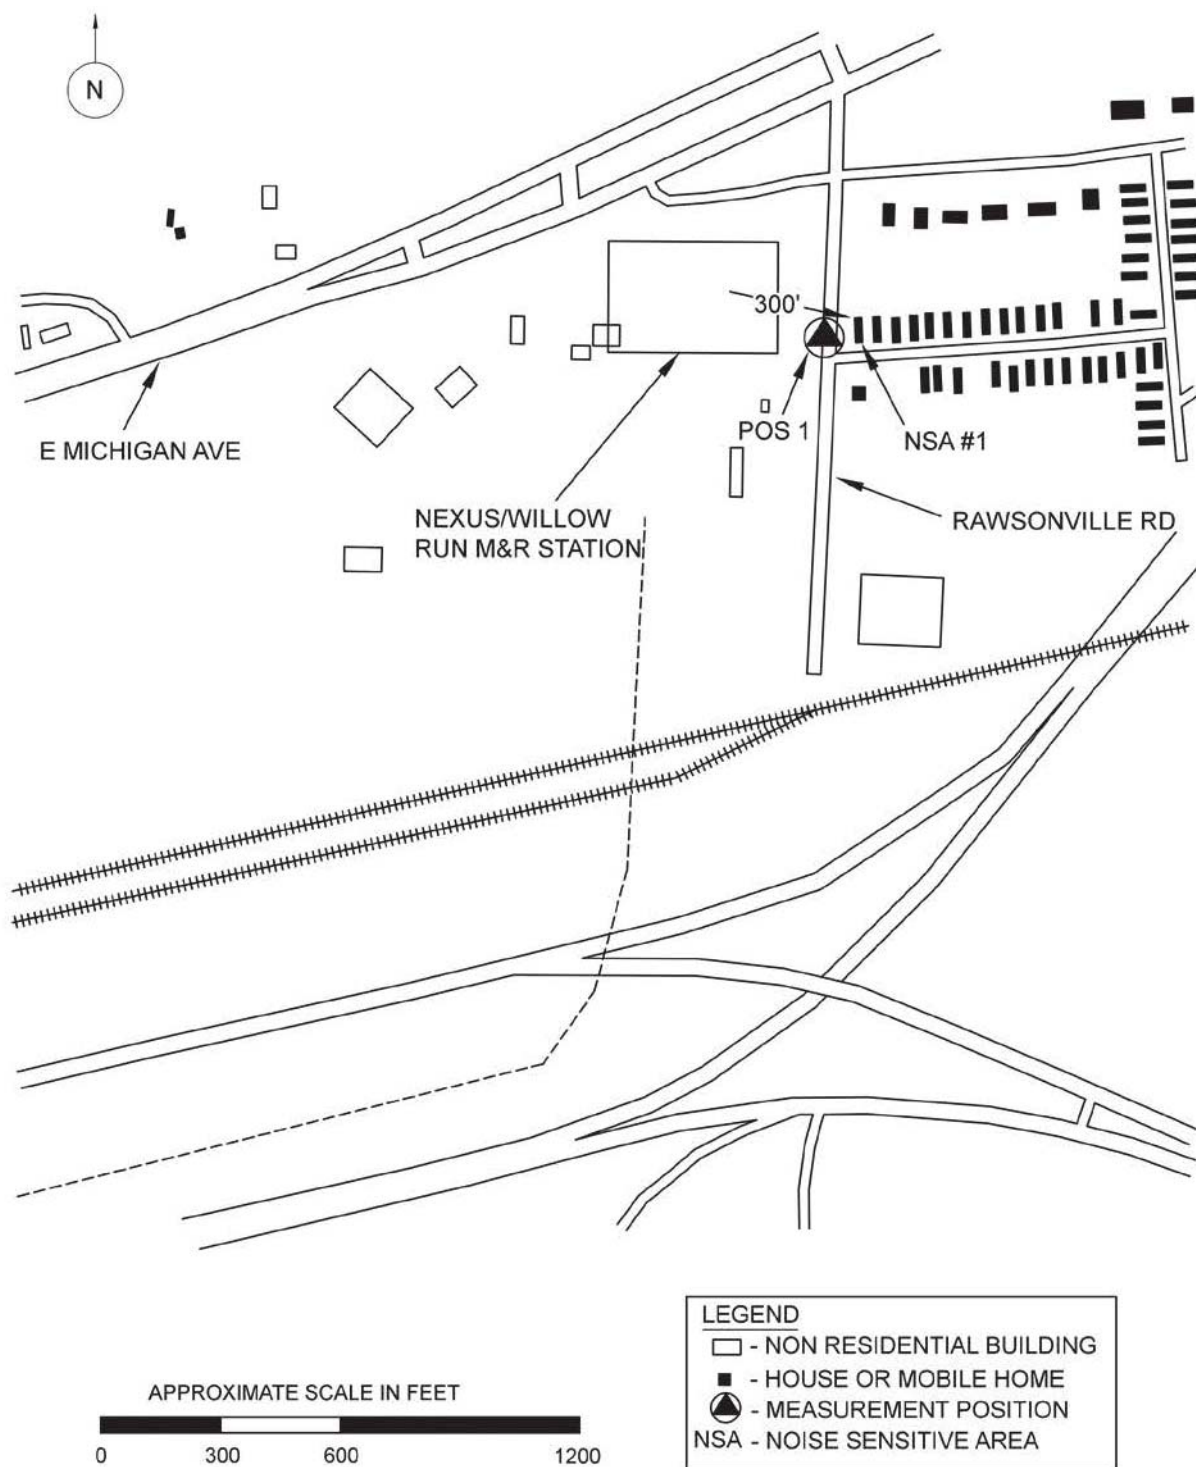 N
300'
E MICHIGAN AVE
POS 1
NSA #1
NEXUS/WILLOW
RUN M&R STATION
RAWSONVILLE RD
LEGEND
- NON RESIDENTIAL BUILDING
- HOUSE OR MOBILE HOME
- MEASUREMENT POSITION
NSA - NOISE SENSITIVE AREA
APPROXIMATE SCALE IN FEET
0 300 600 1200